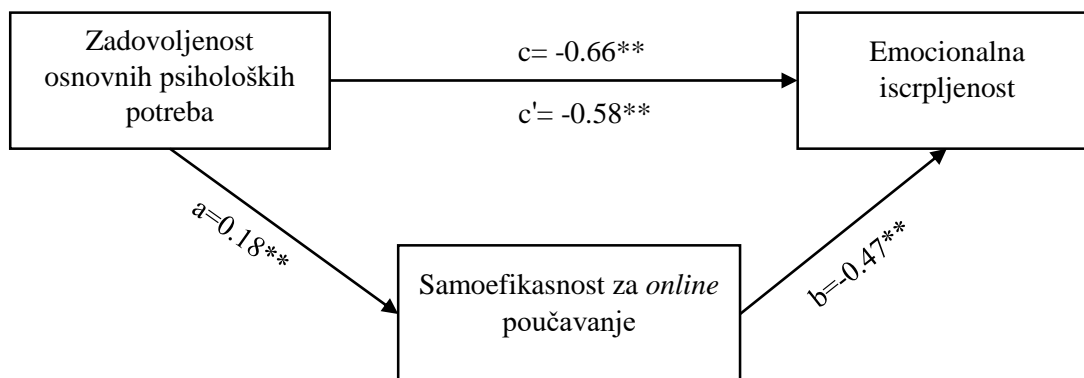 Zadovoljenost
osnovnih psiholoških
potreba
c= -0.66**
c'= -0.58**
Emocionalna
iscrpljenost
a=0.18**
Samoefikasnost za online
poučavanje
b=-0.47**